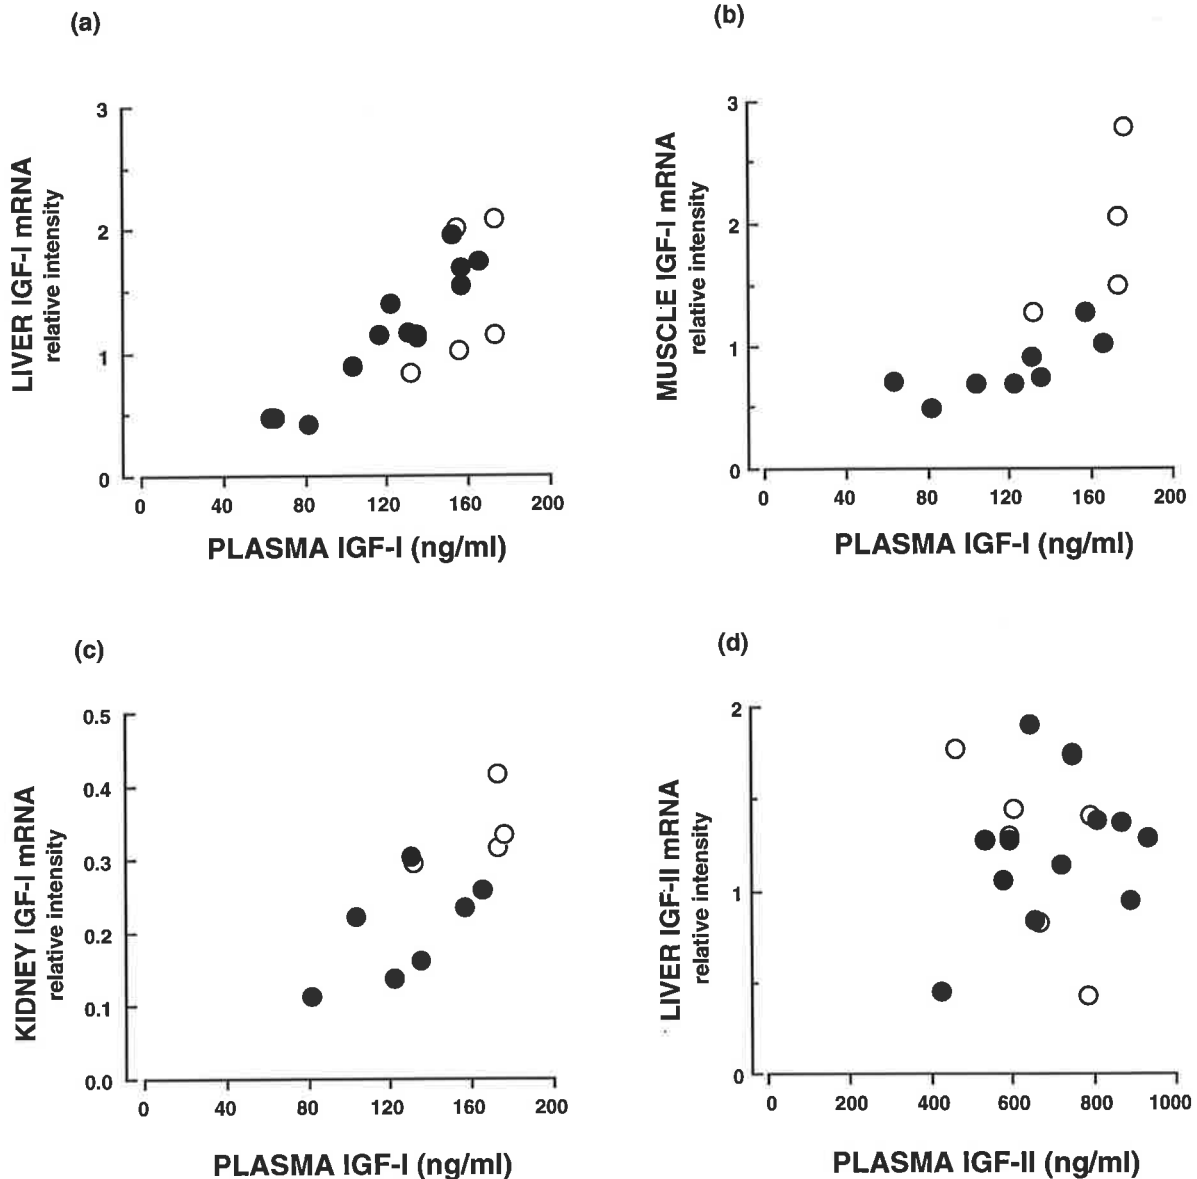 (a)
3
2
1
0
LIVER IGF-I mRNA
relative intensity
0 40 80 120 160 200
PLASMA IGF-I (ng/ml)
(b)
3
2
1
0
MUSCLE IGF-I mRNA
relative intensity
0 40 80 120 160 200
PLASMA IGF-I (ng/ml)
(c)
0.5
0.4
0.3
0.2
0.1
0.0
KIDNEY IGF-I mRNA
relative intensity
0 40 80 120 160 200
PLASMA IGF-I (ng/ml)
(d)
2
1
0
LIVER IGF-II mRNA
relative intensity
0 200 400 600 800 1000
PLASMA IGF-II (ng/ml)